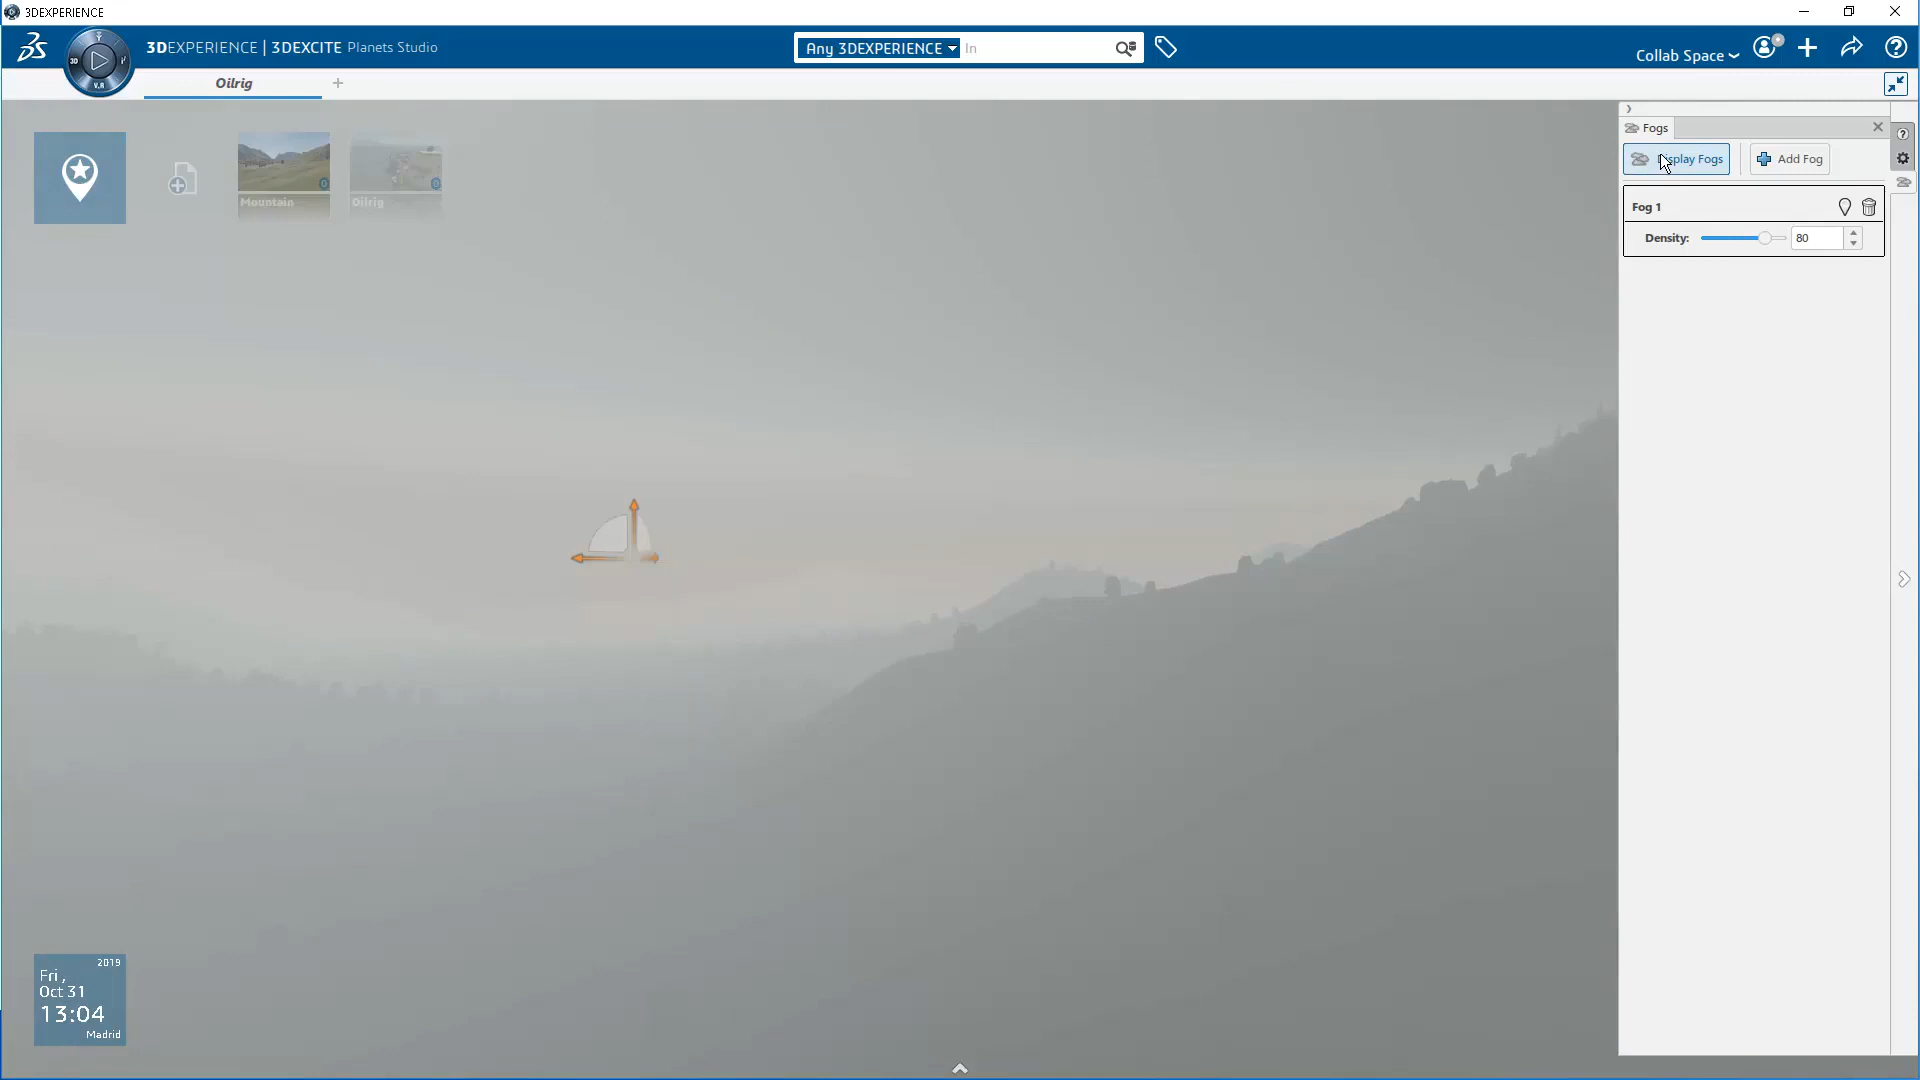 3DEXPERIENCE
3DEXPERIENCE | 3DEXCITE Planets Studio
Any 3DEXPERIENCE
In
Collab Space
3D
V.R
Oilrig
Mountain
Oilrig
Fogs
Display Fogs
Add Fog
Fog 1
Density:
80
2019
Fri ,
Oct 31
13:04
Madrid